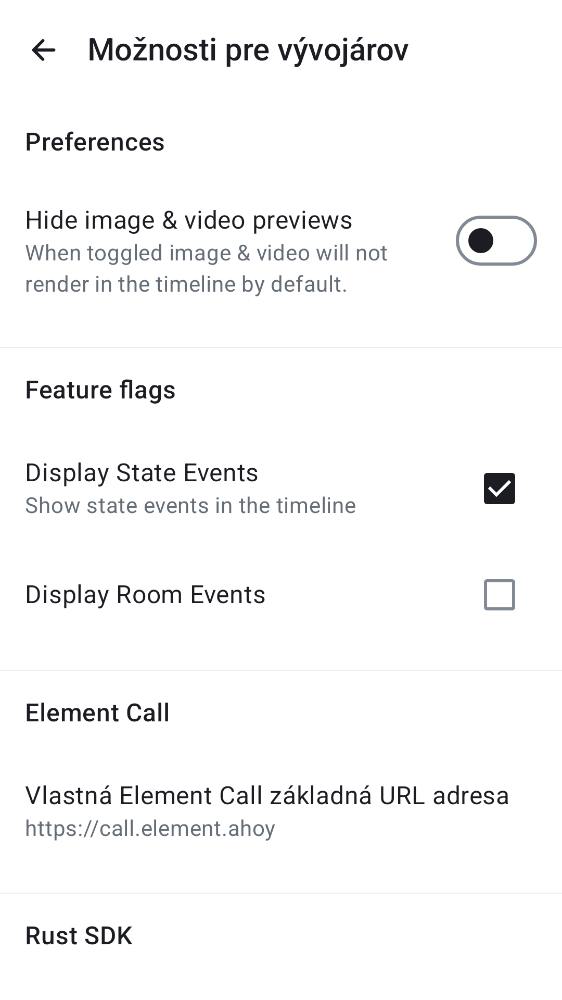 Možnosti pre vývojárov
Preferences
Hide image & video previews
When toggled image & video will not
render in the timeline by default.
Feature flags
Display State Events
Show state events in the timeline
Display Room Events
Element Call
Vlastná Element Call základná URL adresa
https://call.element.ahoy
Rust SDK